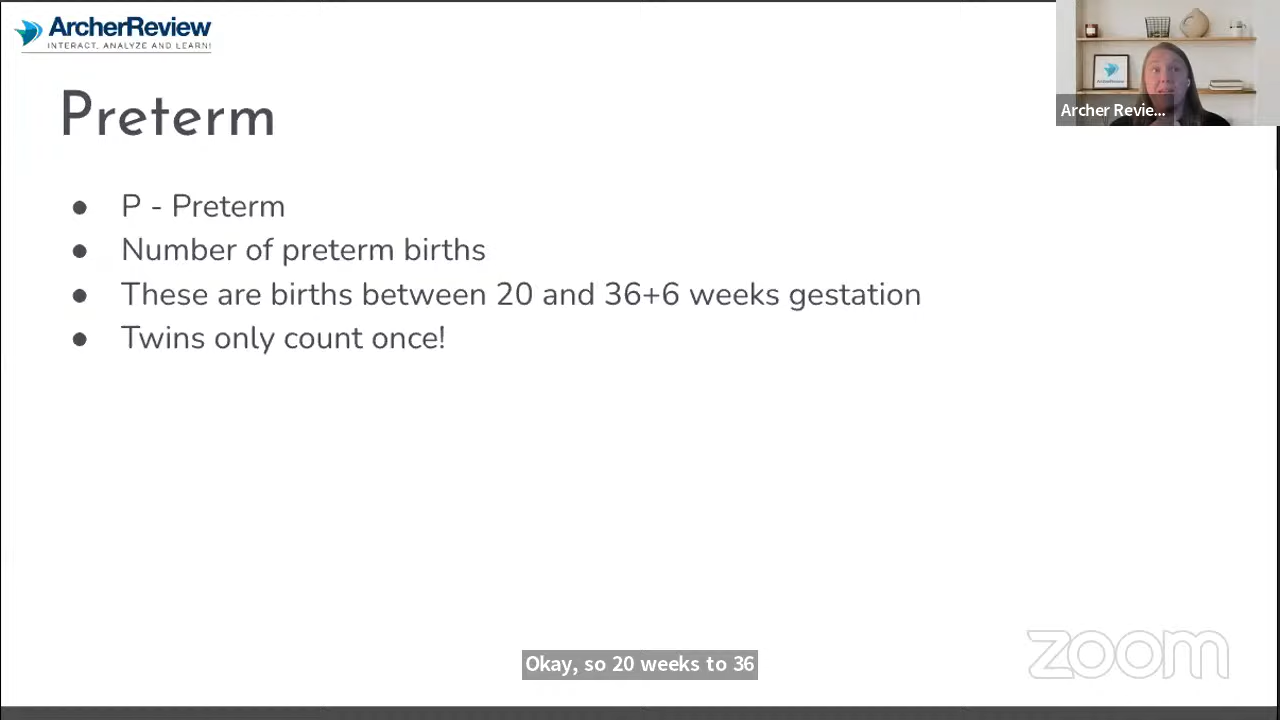 ArcherReview
INTERACT, ANALYZE AND LEARN!
Archer Revie...
Preterm
● P - Preterm
● Number of preterm births
● These are births between 20 and 36+6 weeks gestation
● Twins only count once!
Okay, so 20 weeks to 36
zoom